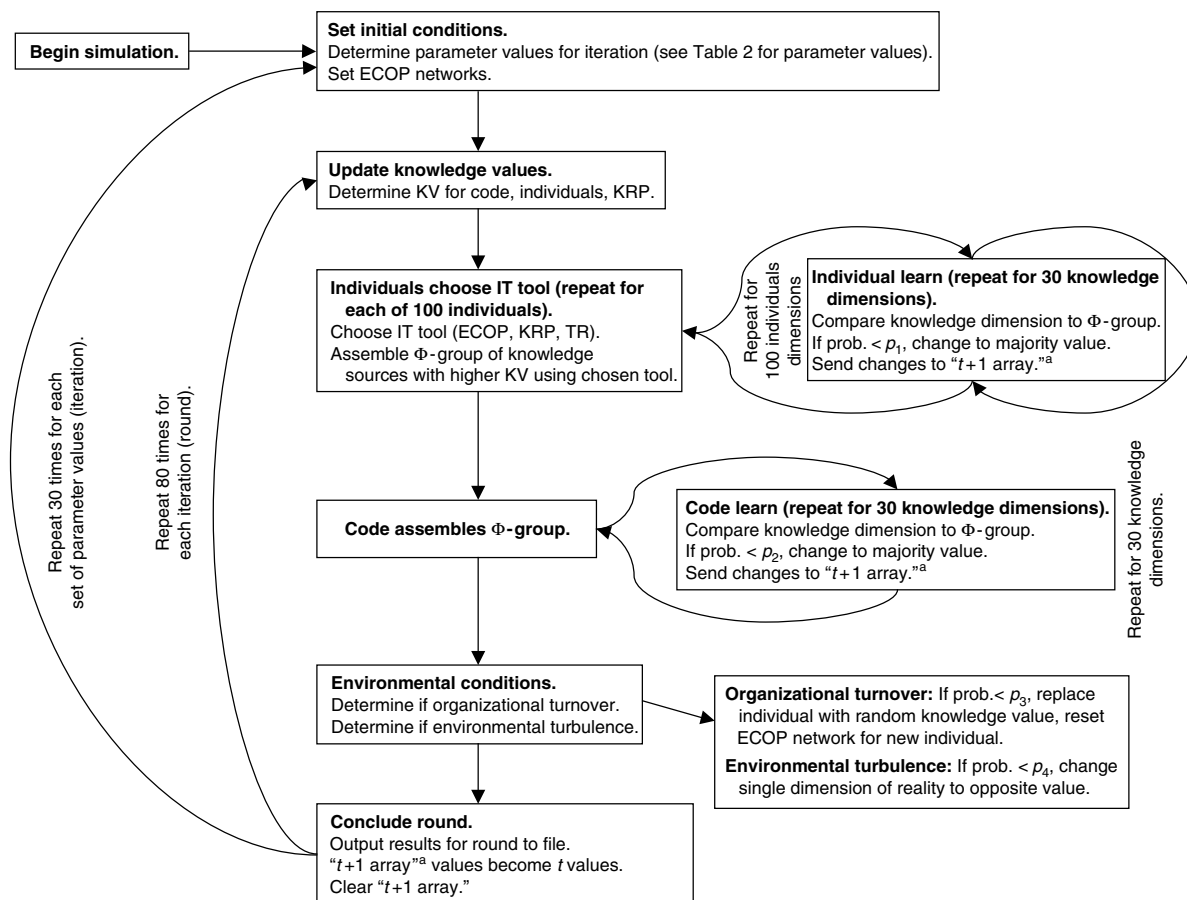 Begin simulation.
Set initial conditions.
Determine parameter values for iteration (see Table 2 for parameter values).
Set ECOP networks.
Update knowledge values.
Determine KV for code, individuals, KRP.
Individuals choose IT tool (repeat for
each of 100 individuals).
Choose IT tool (ECOP, KRP, TR).
Assemble Φ-group of knowledge
sources with higher KV using chosen tool.
Repeat for
100 individuals
dimensions
Individual learn (repeat for 30 knowledge
dimensions).
Compare knowledge dimension to Φ-group.
If prob. < p1, change to majority value.
Send changes to “t+1 array.”a
Repeat 30 times for each
set of parameter values (iteration).
Repeat 80 times for
each iteration (round).
Code assembles Φ-group.
Code learn (repeat for 30 knowledge dimensions).
Compare knowledge dimension to Φ-group.
If prob. < p2, change to majority value.
Send changes to “t+1 array.”a
Repeat for 30 knowledge
dimensions.
Environmental conditions.
Determine if organizational turnover.
Determine if environmental turbulence.
Organizational turnover: If prob.< p3, replace
individual with random knowledge value, reset
ECOP network for new individual.
Environmental turbulence: If prob. < p4, change
single dimension of reality to opposite value.
Conclude round.
Output results for round to file.
“t+1 array”a values become t values.
Clear “t+1 array.”